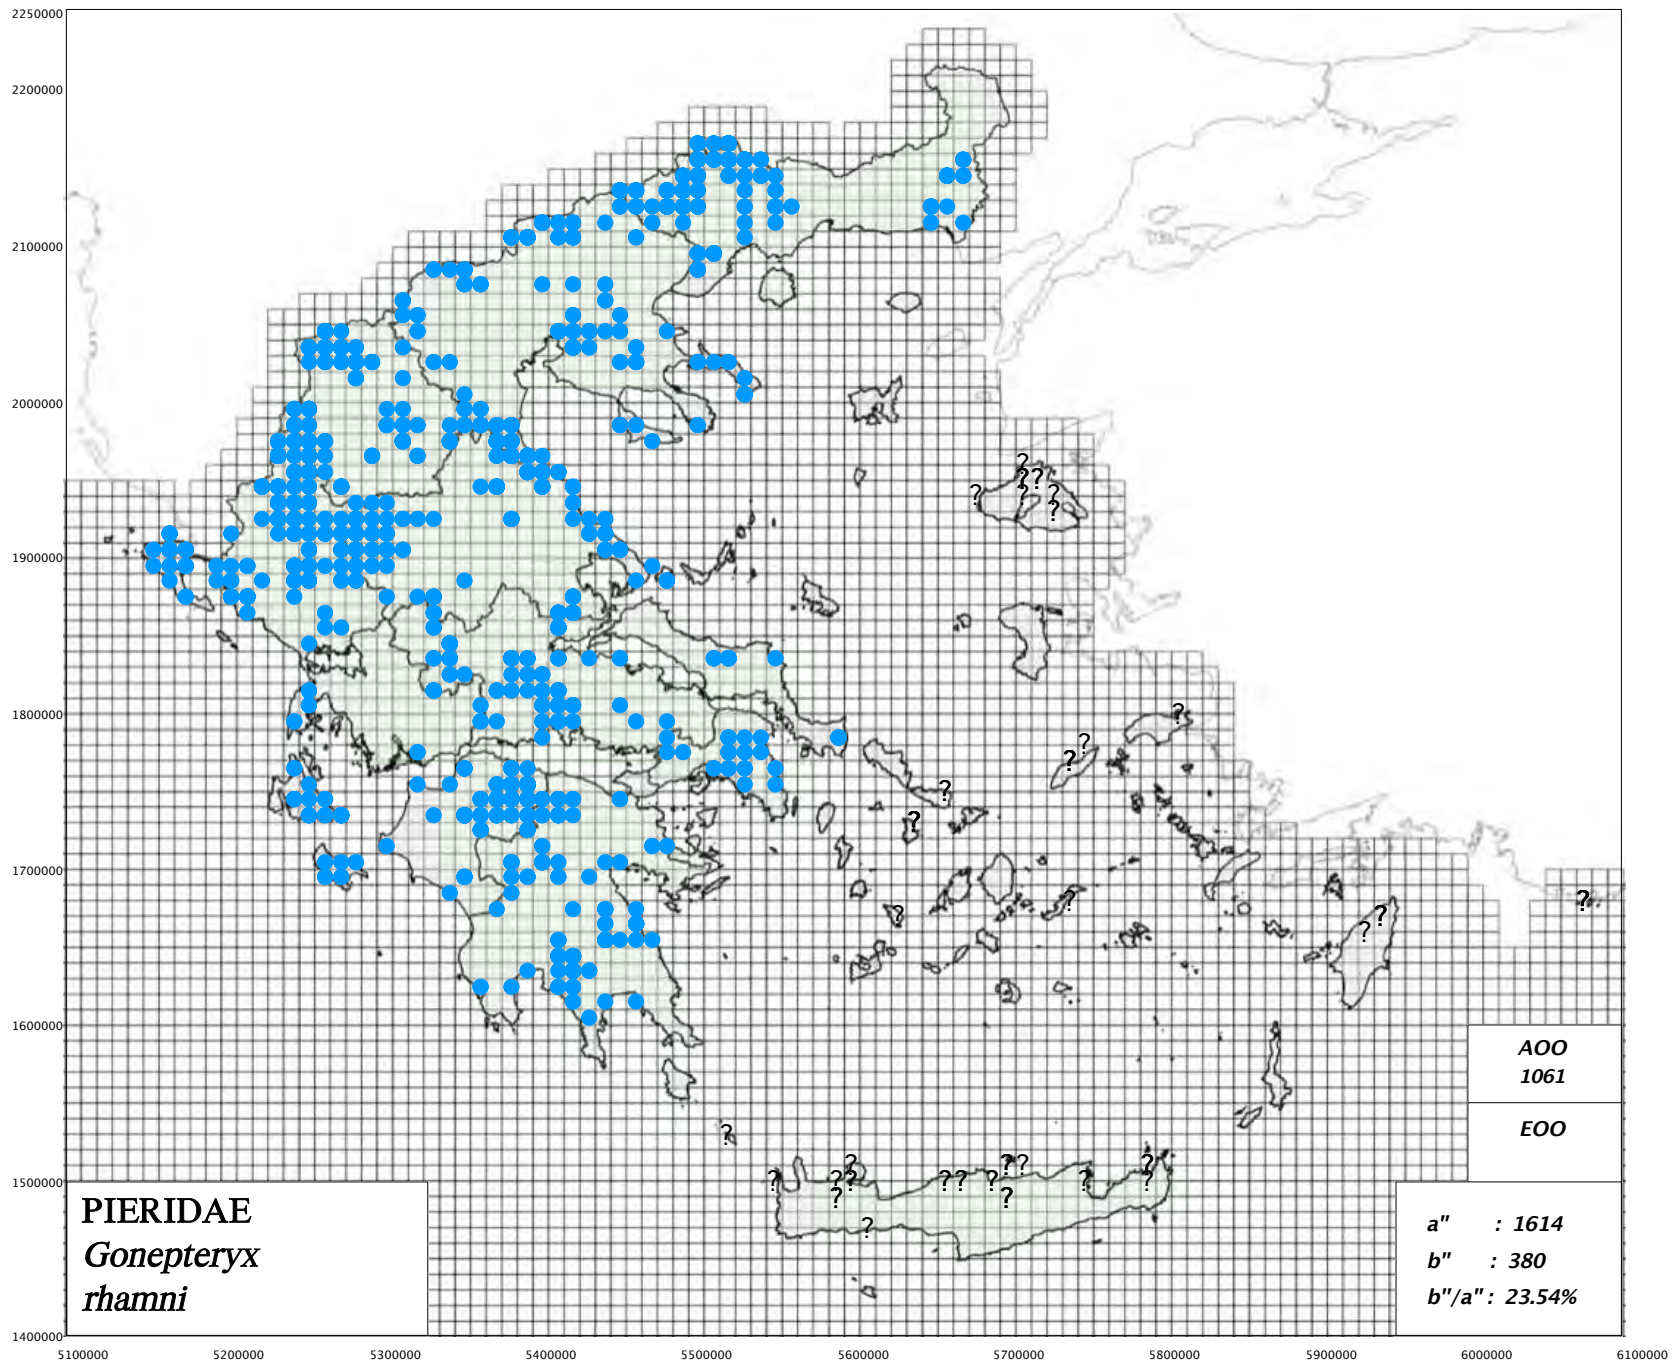 2250000
2200000
2100000
2000000
1900000
1800000
1700000
1600000
1500000
1400000
? ? ?
? ? ?
? ?
?
?
?
?
?
? ?
? ?
?
?
? ? ? ? ?
? ? ? ? ? ? ? ?
? ?
?
AOO
1061
EOO
PIERIDAE
Gonepteryx
rhamni
a" : 1614
b" : 380
b"/a" : 23.54%
5100000 5200000 5300000 5400000 5500000 5600000 5700000 5800000 5900000 6000000 6100000